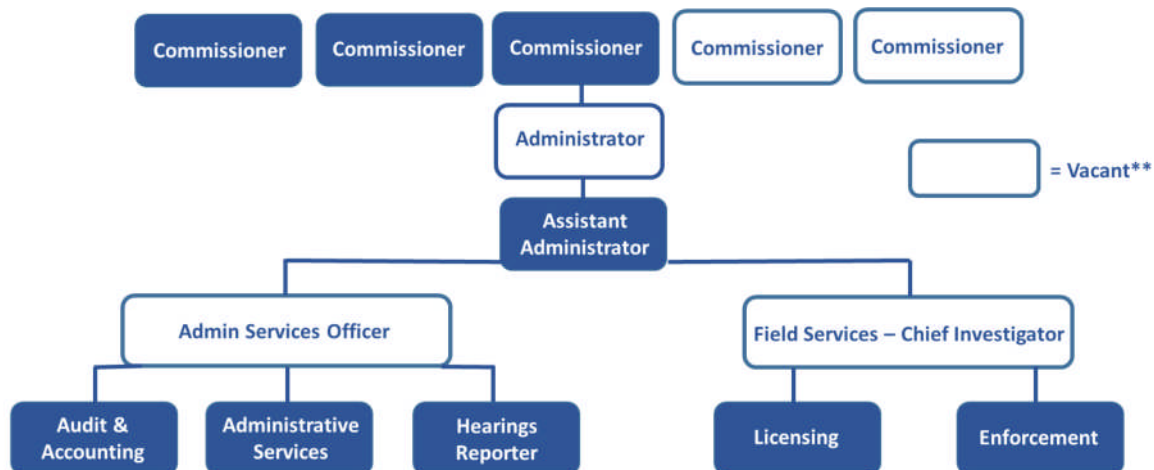 Commissioner
Commissioner
Commissioner
Commissioner
Commissioner
Administrator
= Vacant**
Assistant
Administrator
Admin Services Officer
Field Services – Chief Investigator
Audit &
Accounting
Administrative
Services
Hearings
Reporter
Licensing
Enforcement